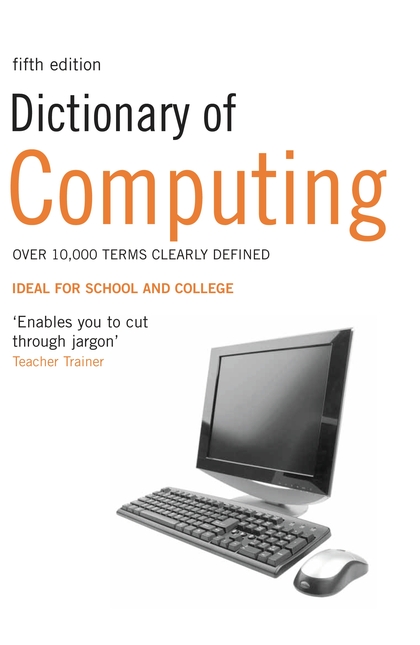 fifth edition
Dictionary of
Computing
OVER 10,000 TERMS CLEARLY DEFINED
IDEAL FOR SCHOOL AND COLLEGE
‘Enables you to cut
through jargon’
Teacher Trainer